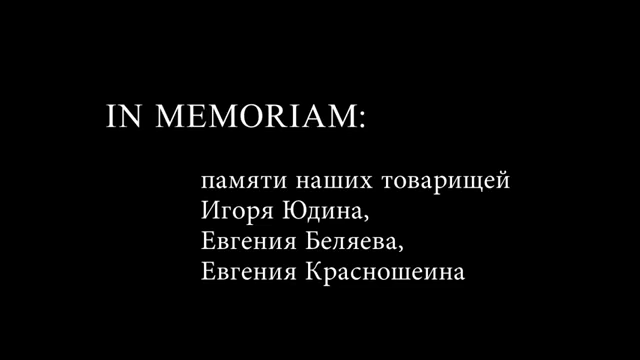 IN MEMORIAM:
памяти наших товарищей
Игоря Юдина,
Евгения Беляева,
Евгения Красношеина